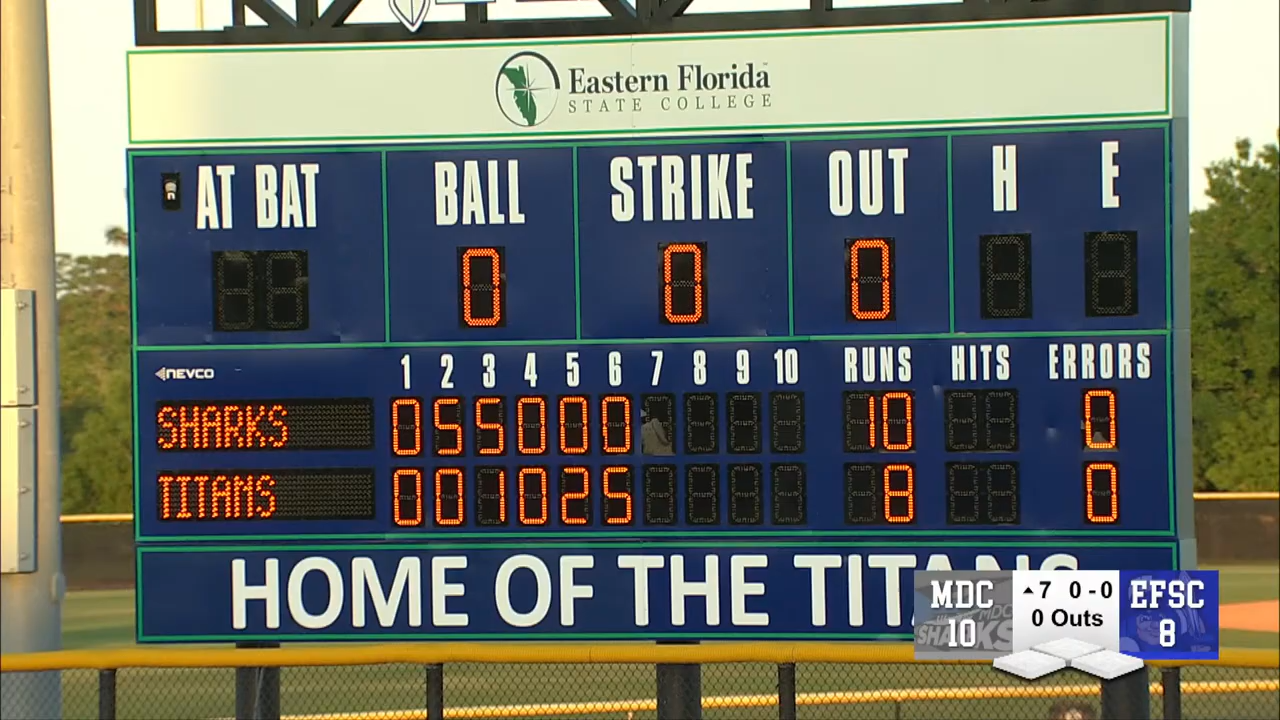 Eastern Florida
STATE COLLEGE
AT BAT BALL STRIKE OUT H E
0 0 0
NEVCO 1 2 3 4 5 6 7 8 9 10 RUNS HITS ERRORS
SHARKS 0 5 5 0 0 0 10 0
TITANS 0 0 1 0 2 5 8 0
HOME OF THE TITANS
MDC ▲7 0 - 0 EFSC
10 0 Outs 8